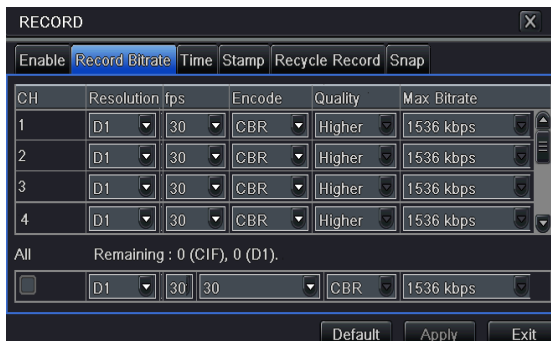 RECORD X
Enable Record Bitrate Time Stamp Recycle Record Snap
CH Resolution fps Encode Quality Max Bitrate
1 D1 30 CBR Higher 1536 kbps
2 D1 30 CBR Higher 1536 kbps
3 D1 30 CBR Higher 1536 kbps
4 D1 30 CBR Higher 1536 kbps
All Remaining : 0 (CIF), 0 (D1).
D1 30 30 CBR 1536 kbps
Default Apply Exit